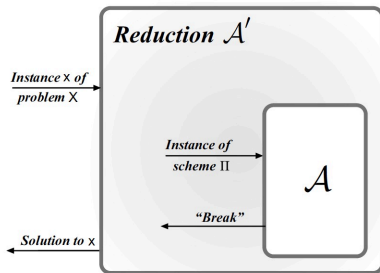 Reduction 𝒜′
Instance x of
problem X
Instance of
scheme Π
𝒜
"Break"
Solution to x